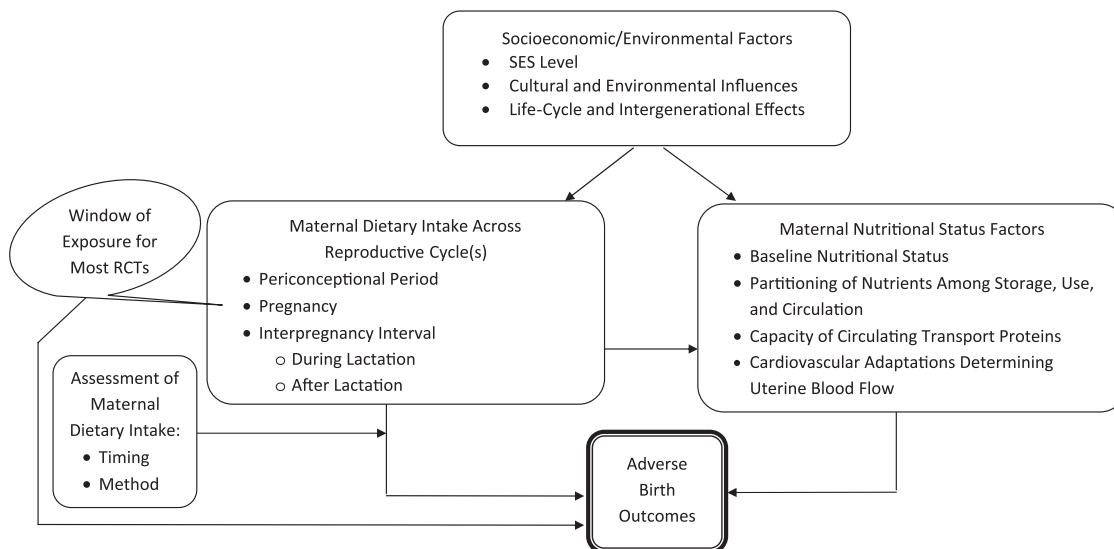 Socioeconomic/Environmental Factors
• SES Level
• Cultural and Environmental Influences
• Life-Cycle and Intergenerational Effects
Window of
Exposure for
Most RCTs
Maternal Dietary Intake Across
Reproductive Cycle(s)
• Periconceptional Period
• Pregnancy
• Interpregnancy Interval
o During Lactation
o After Lactation
Maternal Nutritional Status Factors
• Baseline Nutritional Status
• Partitioning of Nutrients Among Storage, Use,
and Circulation
• Capacity of Circulating Transport Proteins
• Cardiovascular Adaptations Determining
Uterine Blood Flow
Assessment of
Maternal
Dietary Intake:
• Timing
• Method
Adverse
Birth
Outcomes